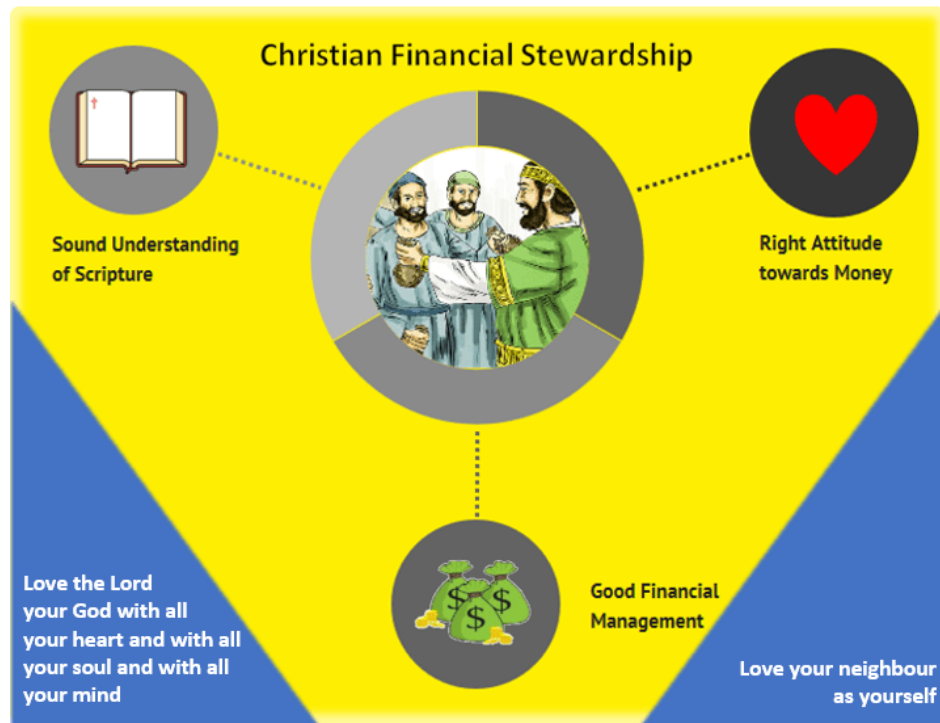 Christian Financial Stewardship
Sound Understanding
of Scripture
Right Attitude
towards Money
Good Financial
Management
$
$
$
Love the Lord
your God with all
your heart and with all
your soul and with all
your mind
Love your neighbour
as yourself